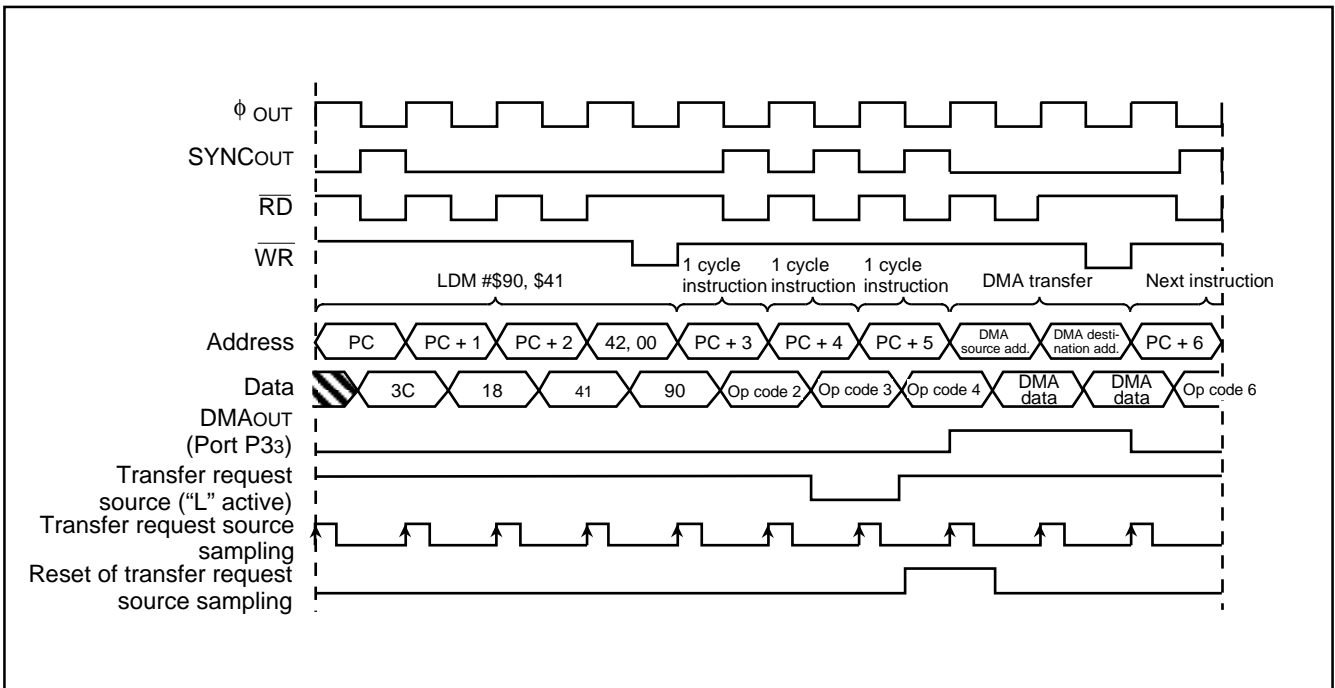 ϕ OUT
SYNCOUT
RD
WR
LDM #$90, $41
1 cycle
instruction
1 cycle
instruction
1 cycle
instruction
DMA transfer
Next instruction
Address
PC
PC + 1
PC + 2
42, 00
PC + 3
PC + 4
PC + 5
DMA
source add.
DMA desti-
nation add.
PC + 6
Data
3C
18
41
90
Op code 2
Op code 3
Op code 4
DMA
data
DMA
data
Op code 6
DMAOUT
(Port P33)
Transfer request
source (“L” active)
Transfer request source
sampling
Reset of transfer request
source sampling